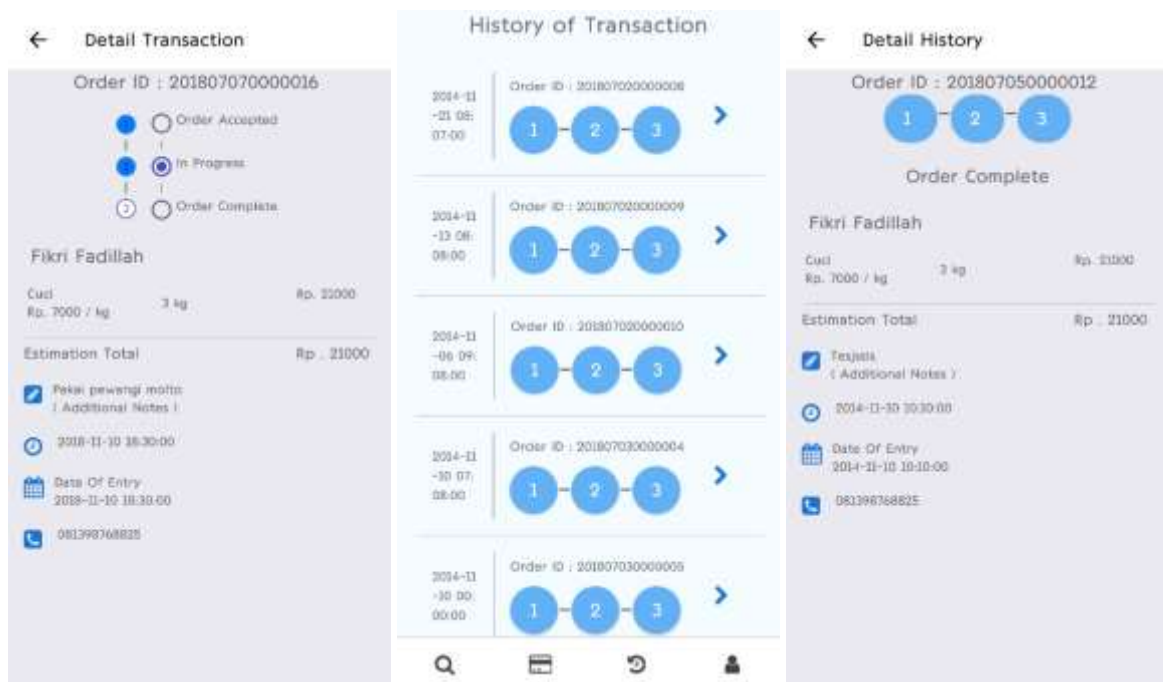 Detail Transaction
Order ID : 201807070000016
Order Accepted
In Progress
3 Order Complete
Fikri Fadillah
Cuci
Rp. 7000 / kg
3 kg
Rp. 21000
Estimation Total
Rp . 21000
Pakai pewangi molto
( Additional Notes )
2018-11-10 18:30:00
Date Of Entry
2018-11-10 18:30:00
081398768825
History of Transaction
2014-11
-21 08:
07:00
Order ID : 201807020000008
1 2 3
2014-11
-13 08:
08:00
Order ID : 201807020000009
1 2 3
2014-11
-06 09:
08:00
Order ID : 201807020000010
1 2 3
2014-11
-10 07:
08:00
Order ID : 201807030000004
1 2 3
2014-11
-10 00:
00:00
Order ID : 201807030000005
1 2 3
Detail History
Order ID : 201807050000012
1 2 3
Order Complete
Fikri Fadillah
Cuci
Rp. 7000 / kg
3 kg
Rp. 21000
Estimation Total
Rp . 21000
( Additional Notes )
2014-11-10 10:30:00
Date Of Entry
2014-11-10 10:10:00
081398768825